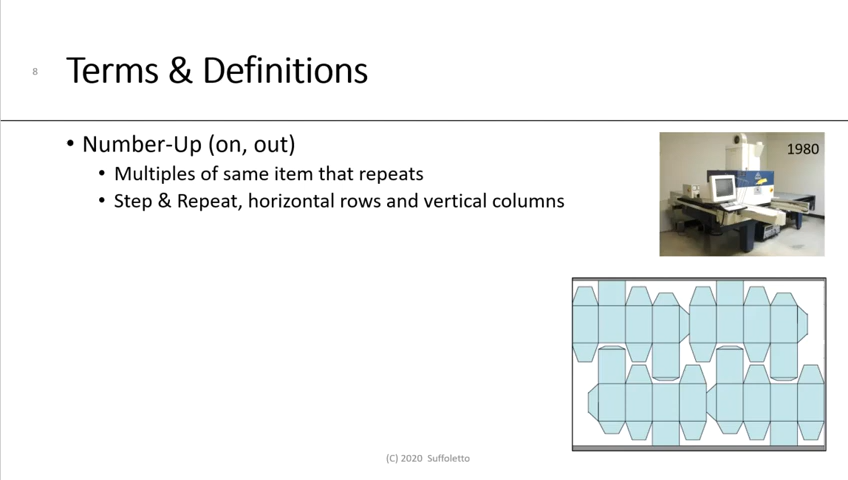 8
Terms & Definitions
• Number-Up (on, out)
• Multiples of same item that repeats
• Step & Repeat, horizontal rows and vertical columns
1980
(C) 2020 Suffoletto